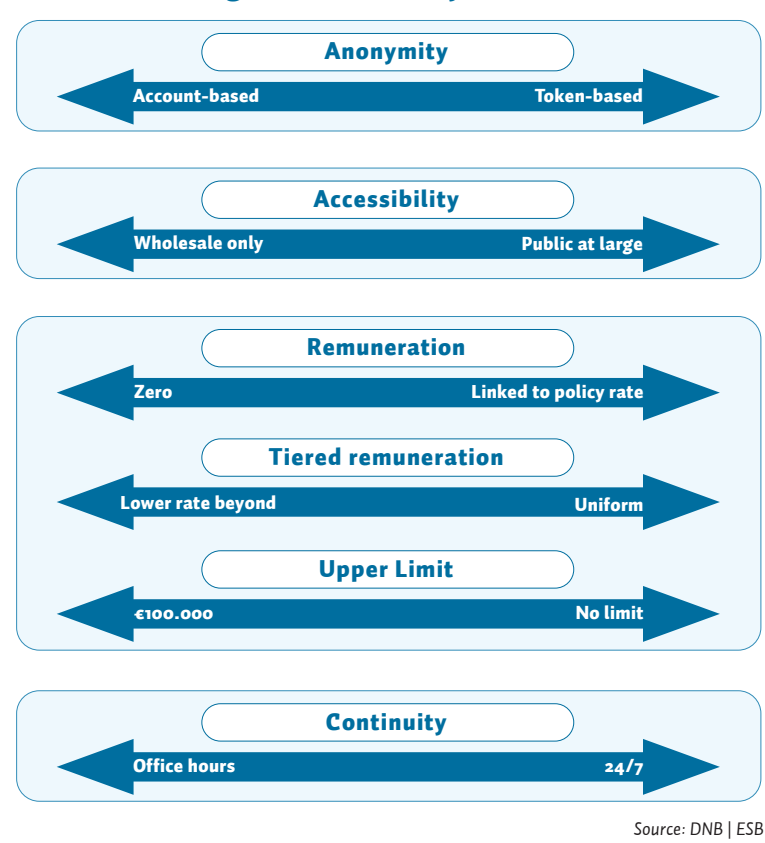 Anonymity
Account-based Token-based
Accessibility
Wholesale only Public at large
Remuneration
Zero Linked to policy rate
Tiered remuneration
Lower rate beyond Uniform
Upper Limit
€100.000 No limit
Continuity
Office hours 24/7
Source: DNB | ESB